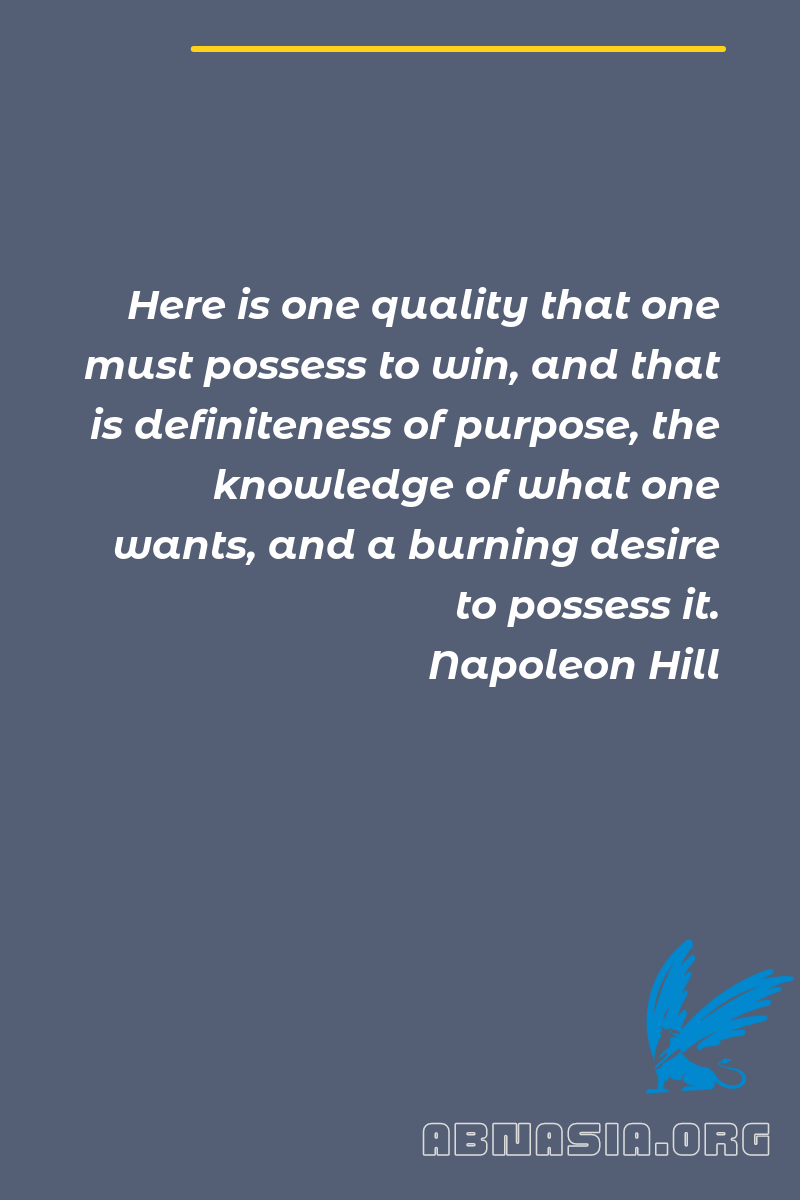 Here is one quality that one
must possess to win, and that
is definiteness of purpose, the
knowledge of what one
wants, and a burning desire
to possess it.
Napoleon Hill
ABNASIA.ORG